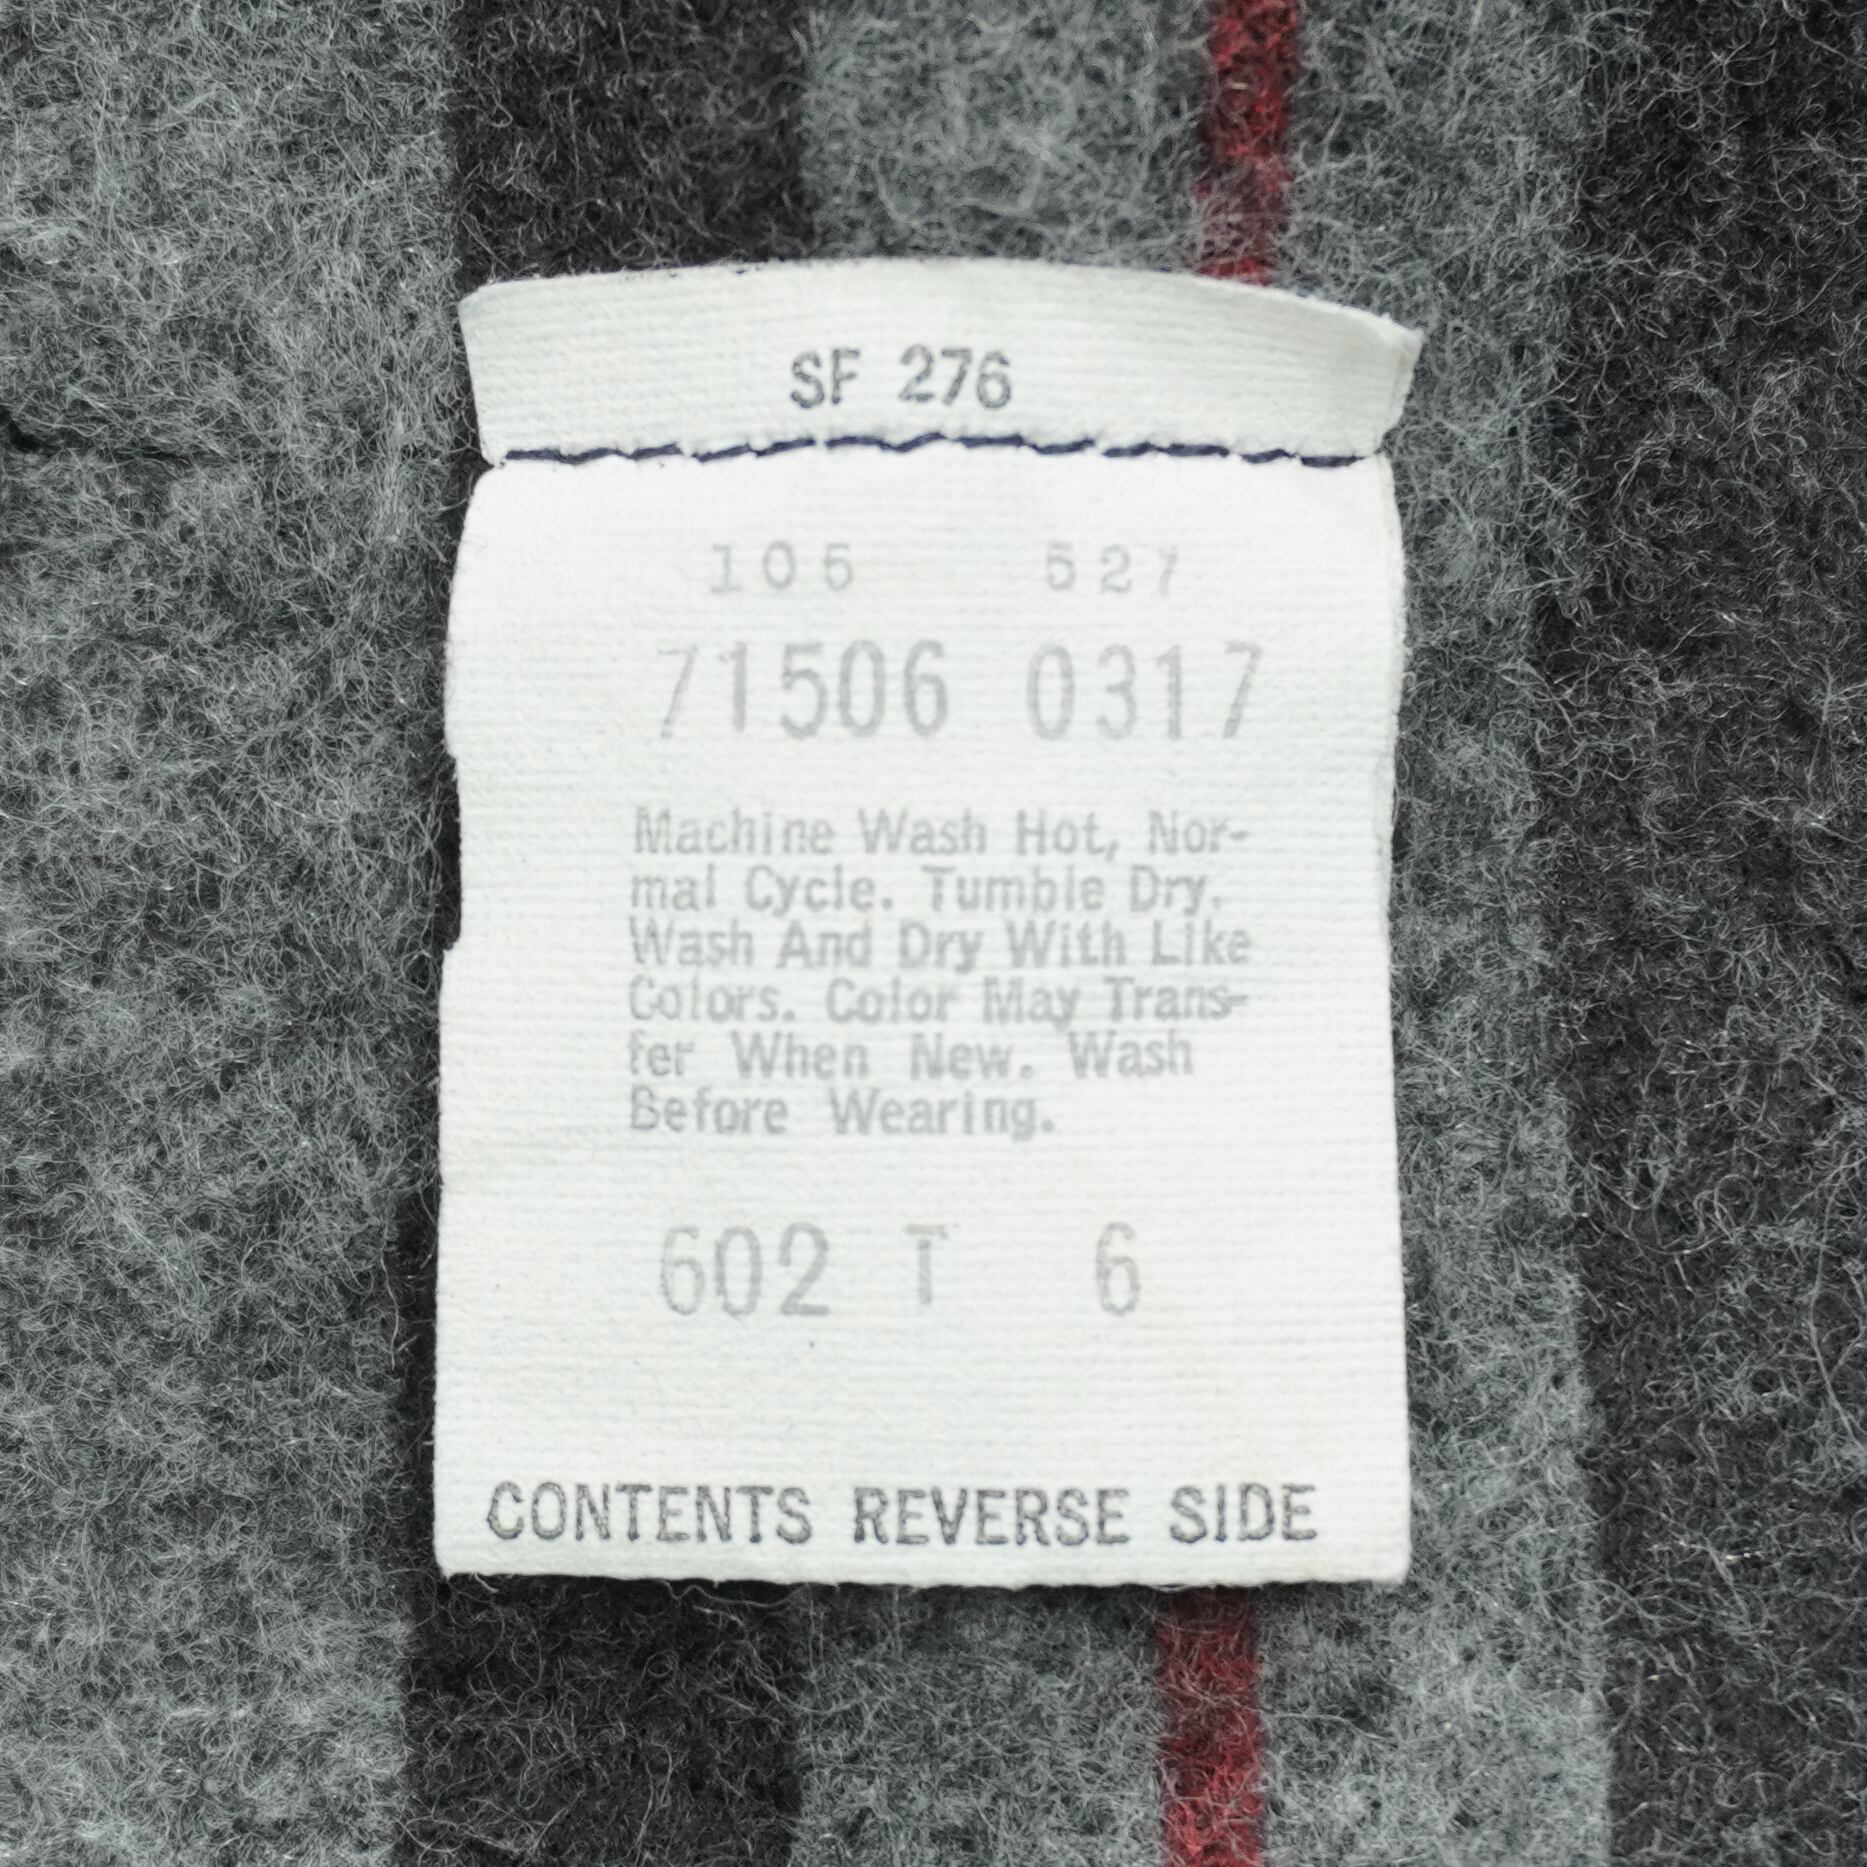 SF 276
105 527
71506 0317
Machine Wash Hot, Nor-
mal Cycle. Tumble Dry.
Wash And Dry With Like
Colors. Color May Trans-
fer When New. Wash
Before Wearing.
602 T 6
CONTENTS REVERSE SIDE